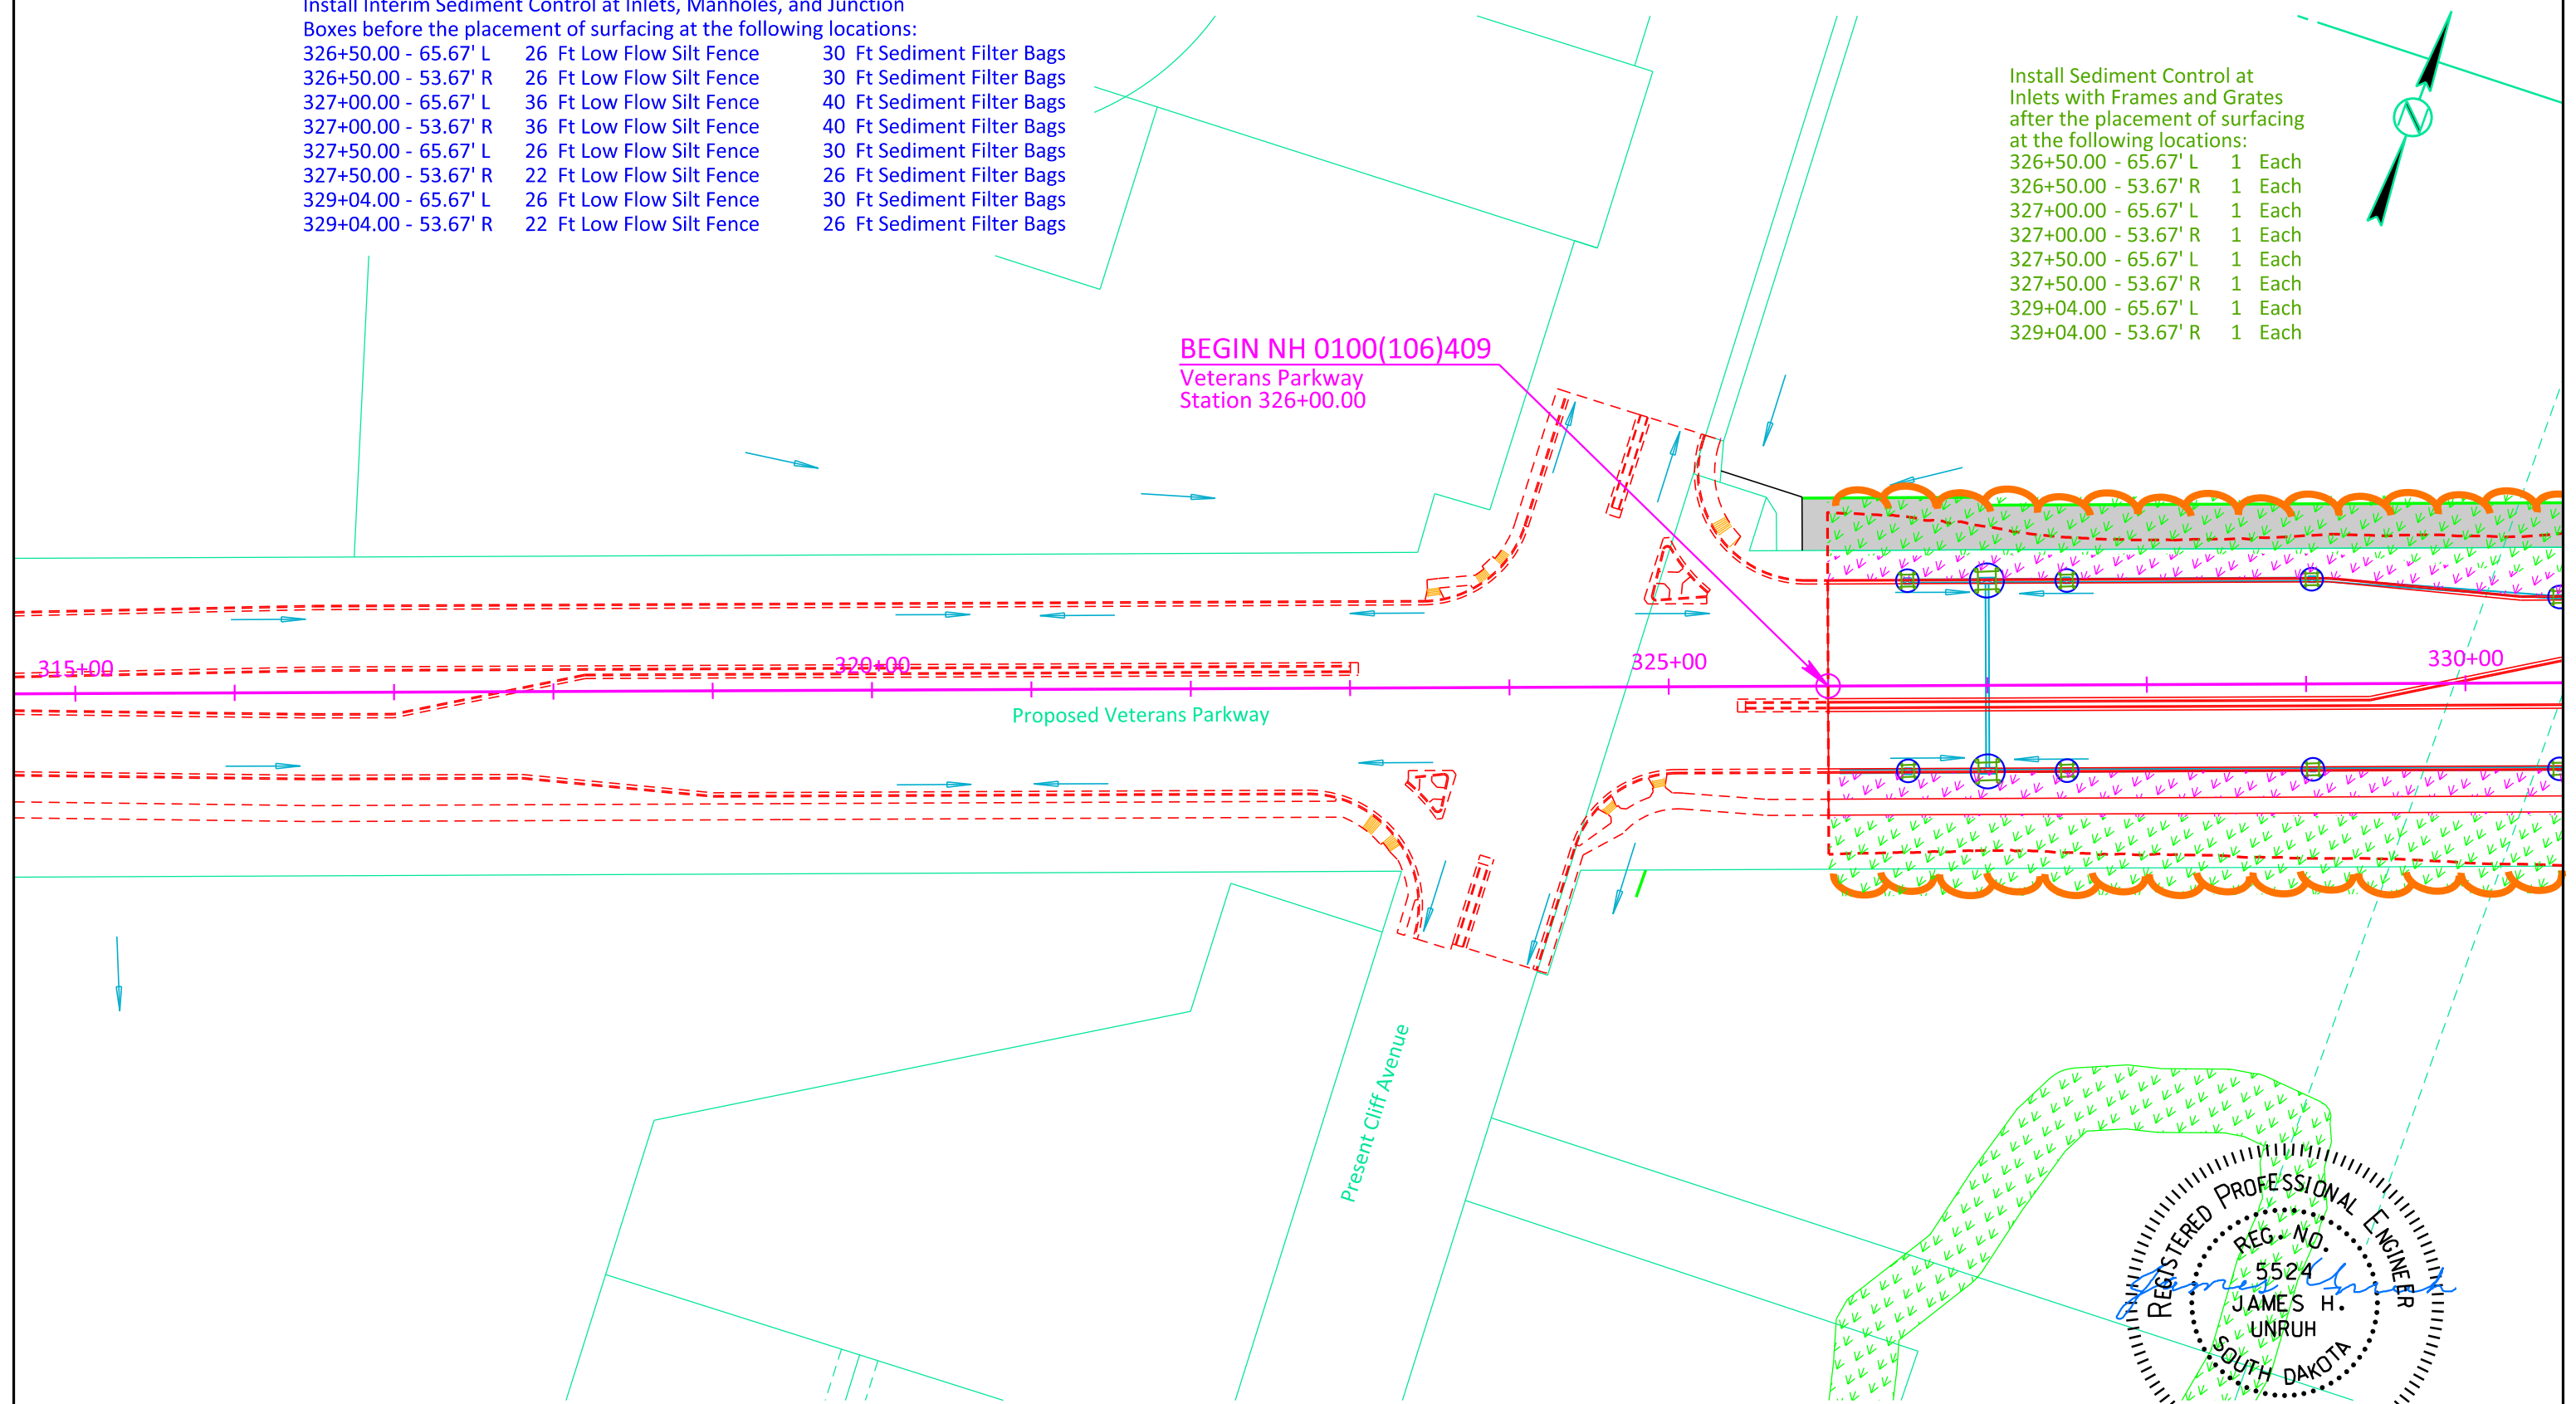 Install Interim Sediment Control at Inlets, Manholes, and Junction
Boxes before the placement of surfacing at the following locations:
326+50.00 - 65.67' L 26 Ft Low Flow Silt Fence 30 Ft Sediment Filter Bags
326+50.00 - 53.67' R 26 Ft Low Flow Silt Fence 30 Ft Sediment Filter Bags
327+00.00 - 65.67' L 36 Ft Low Flow Silt Fence 40 Ft Sediment Filter Bags
327+00.00 - 53.67' R 36 Ft Low Flow Silt Fence 40 Ft Sediment Filter Bags
327+50.00 - 65.67' L 26 Ft Low Flow Silt Fence 30 Ft Sediment Filter Bags
327+50.00 - 53.67' R 22 Ft Low Flow Silt Fence 26 Ft Sediment Filter Bags
329+04.00 - 65.67' L 26 Ft Low Flow Silt Fence 30 Ft Sediment Filter Bags
329+04.00 - 53.67' R 22 Ft Low Flow Silt Fence 26 Ft Sediment Filter Bags
Install Sediment Control at
Inlets with Frames and Grates
after the placement of surfacing
at the following locations:
326+50.00 - 65.67' L 1 Each
326+50.00 - 53.67' R 1 Each
327+00.00 - 65.67' L 1 Each
327+00.00 - 53.67' R 1 Each
327+50.00 - 65.67' L 1 Each
327+50.00 - 53.67' R 1 Each
329+04.00 - 65.67' L 1 Each
329+04.00 - 53.67' R 1 Each
N
BEGIN NH 0100(106)409
Veterans Parkway
Station 326+00.00
315+00
320+00
325+00
330+00
Proposed Veterans Parkway
Present Cliff Avenue
REGISTERED PROFESSIONAL ENGINEER
REG. NO.
5524
James Unruh
JAMES H.
UNRUH
SOUTH DAKOTA